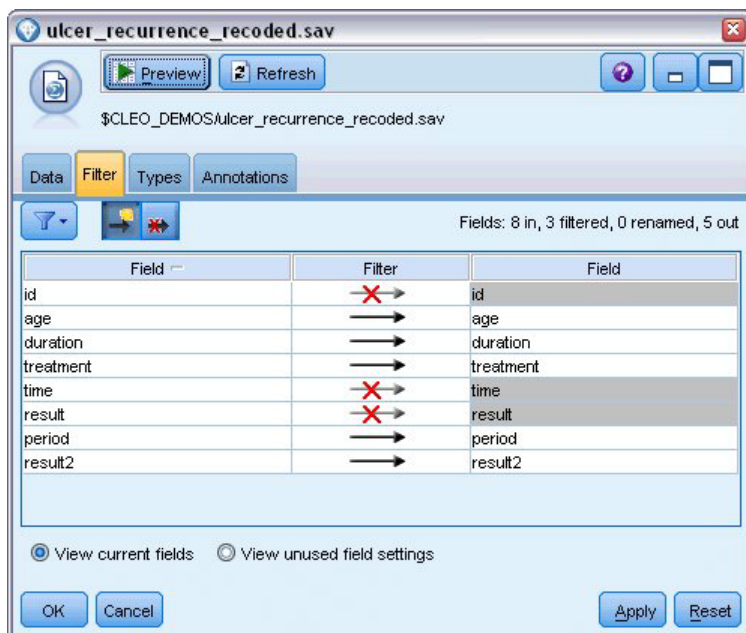 ulcer_recurrence_recoded.sav
Preview Refresh
$CLEO_DEMOS/ulcer_recurrence_recoded.sav
Data Filter Types Annotations
Fields: 8 in, 3 filtered, 0 renamed, 5 out
Field Filter Field
id id
age age
duration duration
treatment treatment
time time
result result
period period
result2 result2
View current fields View unused field settings
OK Cancel Apply Reset